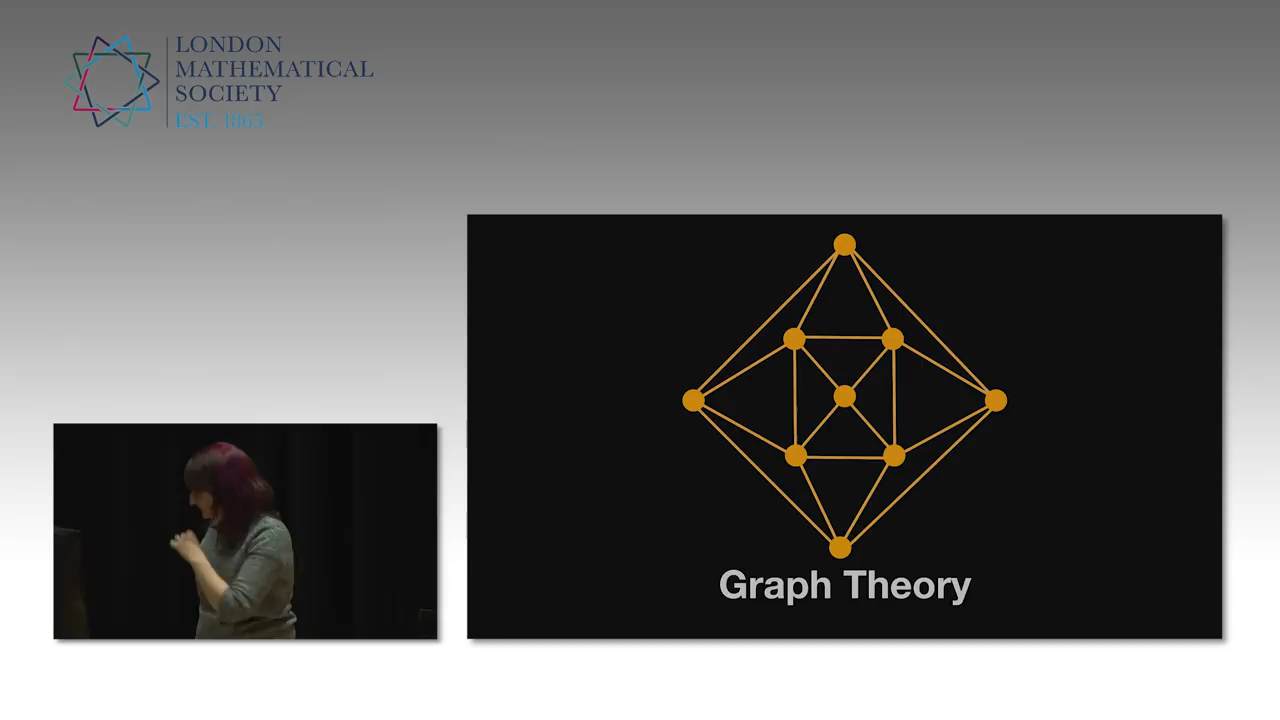 LONDON
MATHEMATICAL
SOCIETY
EST. 1865
Graph Theory